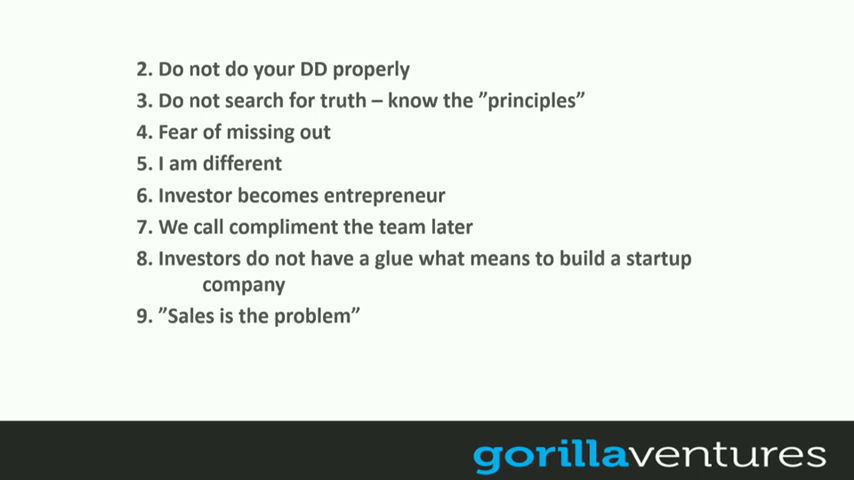 2. Do not do your DD properly
3. Do not search for truth – know the ”principles”
4. Fear of missing out
5. I am different
6. Investor becomes entrepreneur
7. We call compliment the team later
8. Investors do not have a glue what means to build a startup
company
9. ”Sales is the problem”
gorillaventures